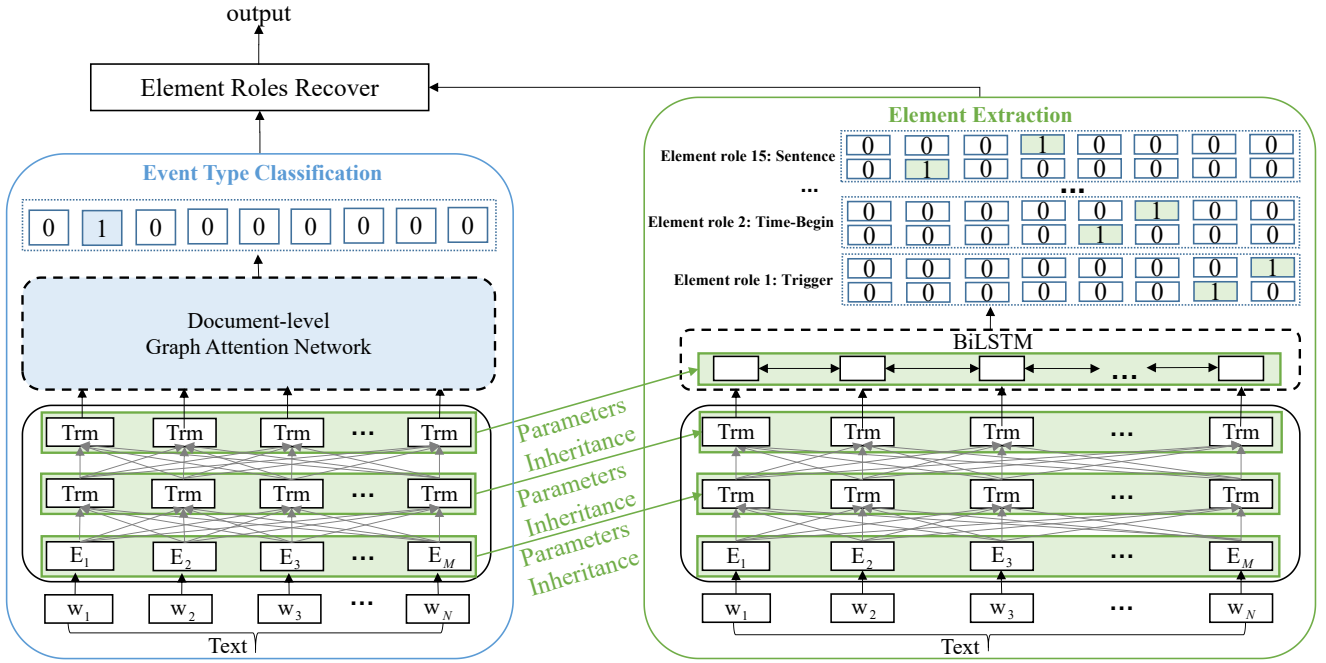 output
Element Roles Recover
Event Type Classification
0 1 0 0 0 0 0 0 0
Document-level
Graph Attention Network
Trm Trm Trm ... Trm
Trm Trm Trm ... Trm
E1 E2 E3 ... EM
w1 w2 w3 ... wN
Text
Parameters
Inheritance
Parameters
Inheritance
Parameters
Inheritance
Element Extraction
Element role 15: Sentence
0 0 0 1 0 0 0 0
0 1 0 0 0 0 0 0
... ...
Element role 2: Time-Begin
0 0 0 0 0 1 0 0
0 0 0 0 1 0 0 0
Element role 1: Trigger
0 0 0 0 0 0 0 1
0 0 0 0 0 0 1 0
BiLSTM
...
Trm Trm Trm ... Trm
Trm Trm Trm ... Trm
E1 E2 E3 ... EM
w1 w2 w3 ... wN
Text